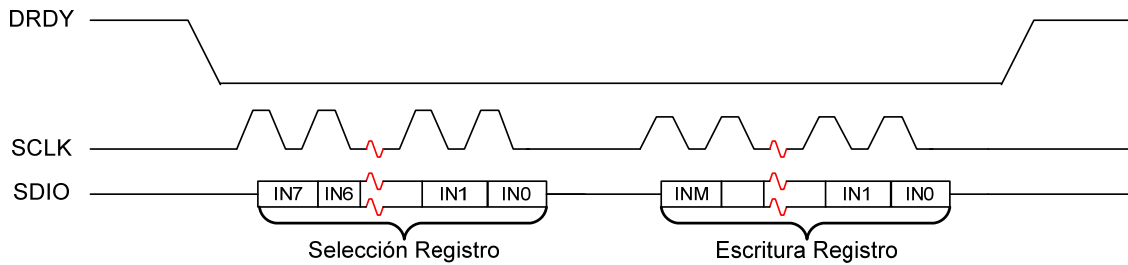 DRDY
SCLK
SDIO
IN7 IN6 IN1 IN0 INM IN1 IN0
Selección Registro Escritura Registro